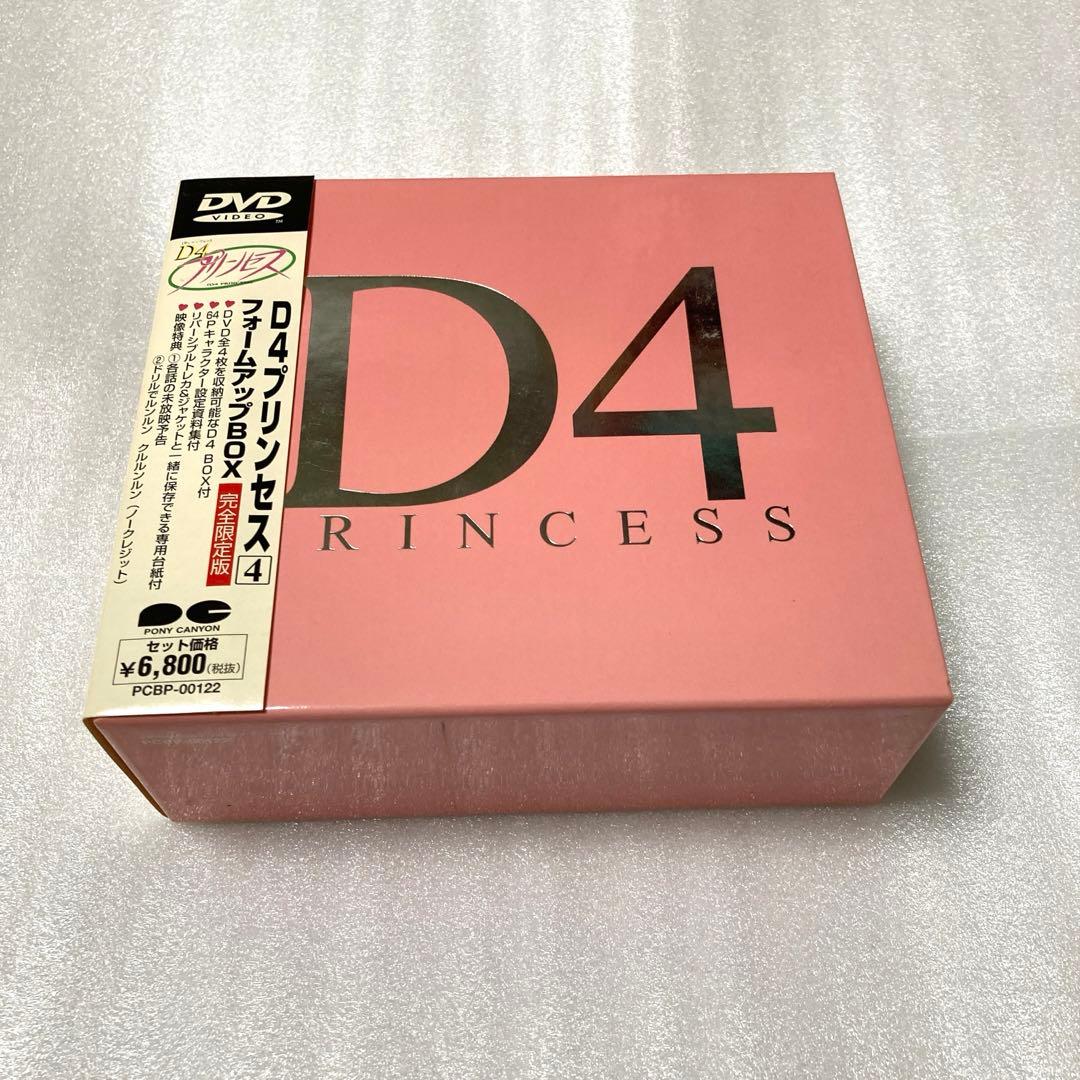 DVD
VIDEO
TM
D4
プリンセス
D4プリンセス 4
フォームアップBOX 完全限定版
DVD全4枚を収納可能なD4 BOX付
64Pキャラクター設定資料集付
リバーシブルトレカ&ジャケットと一緒に保存できる専用台紙付
映像特典 ①各話の未放映予告
②ドリルでルンルン クルルンルン(ノークレジット)
PONY CANYON
セット価格
¥6,800(税抜)
PCBP-00122
D4
RINCESS